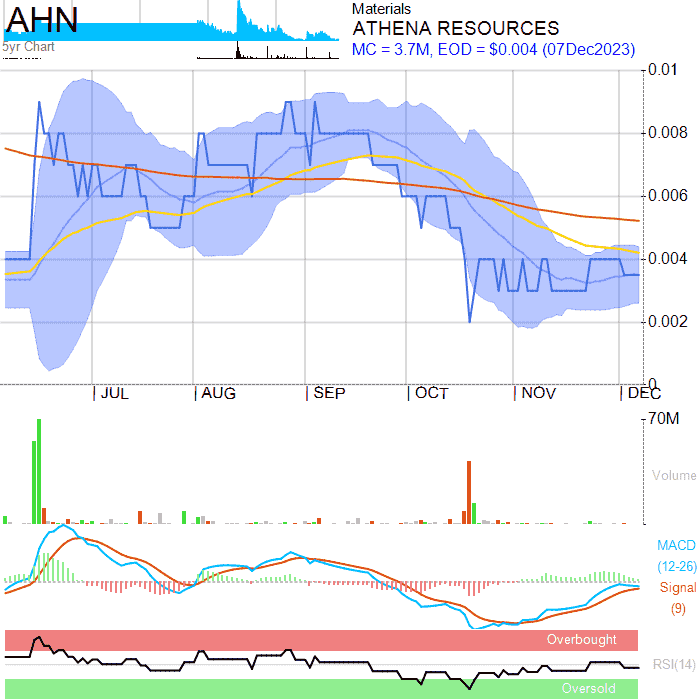 AHN
5yr Chart
Materials
ATHENA RESOURCES
MC = 3.7M, EOD = $0.004 (07Dec2023)
0.01
0.008
0.006
0.004
0.002
0
JUL AUG SEP OCT NOV DEC
70M
Volume
MACD
(12-26)
Signal
(9)
Overbought
RSI(14)
Oversold